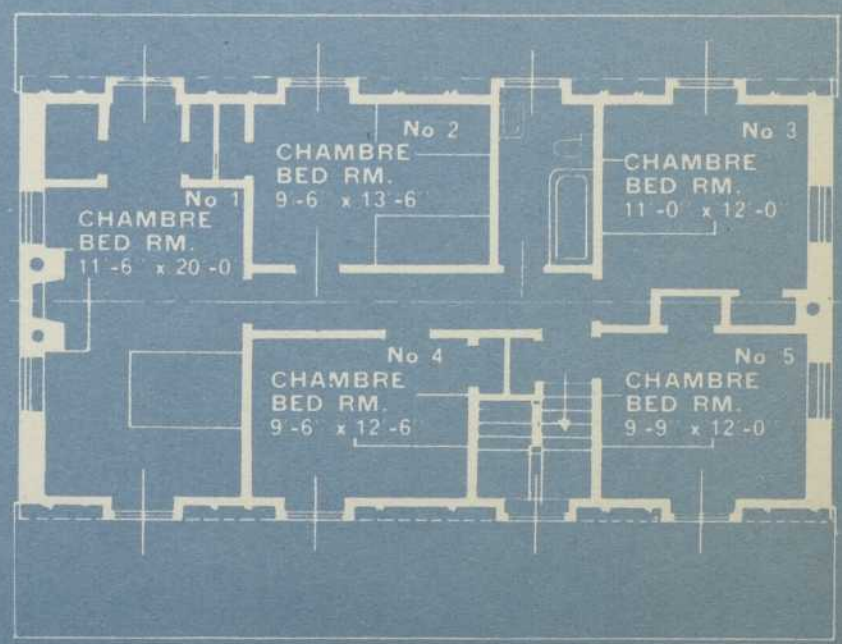 No 1
CHAMBRE
BED RM.
11'-6" x 20'-0
No 2
CHAMBRE
BED RM.
9'-6" x 13'-6"
No 3
CHAMBRE
BED RM.
11'-0" x 12'-0"
No 4
CHAMBRE
BED RM.
9'-6" x 12'-6"
No 5
CHAMBRE
BED RM.
9'-9" x 12'-0"